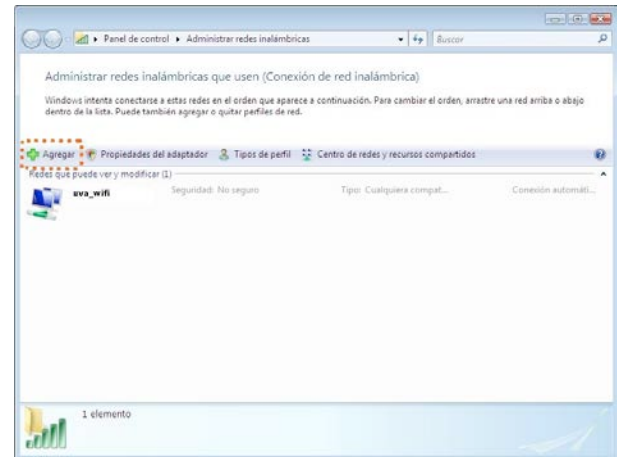 Panel de control ▸ Administrar redes inalámbricas
Buscar
Administrar redes inalámbricas que usen (Conexión de red inalámbrica)
Windows intenta conectarse a estas redes en el orden que aparece a continuación. Para cambiar el orden, arrastre una red arriba o abajo
dentro de la lista. Puede también agregar o quitar perfiles de red.
Agregar Propiedades del adaptador Tipos de perfil Centro de redes y recursos compartidos
Redes que puede ver y modificar (1)
uva_wifi Seguridad: No seguro Tipo: Cualquiera compat... Conexión automáti...
1 elemento